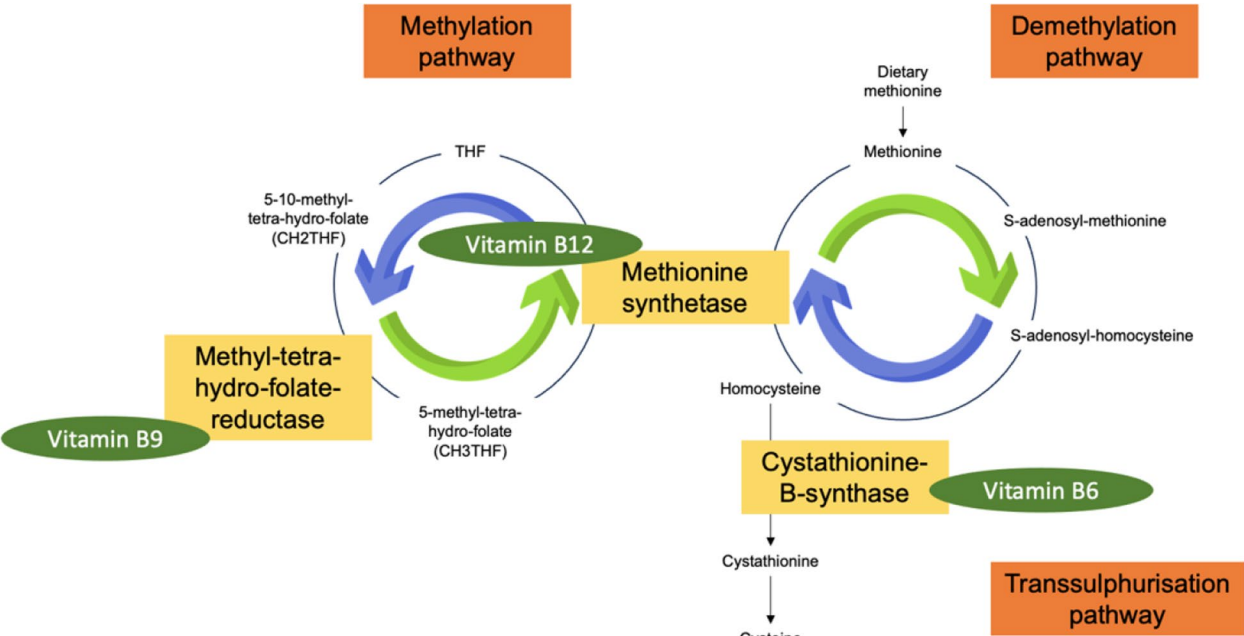 Methylation
pathway
Demethylation
pathway
Dietary
methionine
THF
Methionine
5-10-methyl-
tetra-hydro-folate
(CH2THF)
S-adenosyl-methionine
Vitamin B12
Methionine
synthetase
S-adenosyl-homocysteine
Methyl-tetra-
hydro-folate-
reductase
Homocysteine
5-methyl-tetra-
hydro-folate
(CH3THF)
Vitamin B9
Cystathionine-
B-synthase
Vitamin B6
Cystathionine
Transsulphurisation
pathway
Cysteine